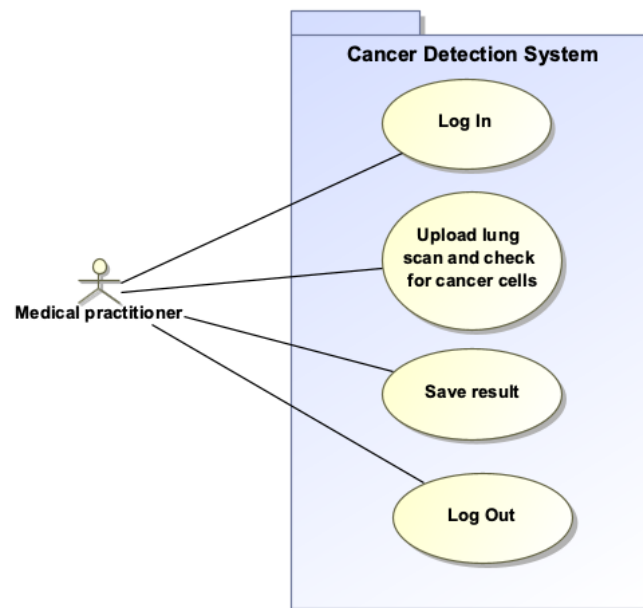 Cancer Detection System
Log In
Upload lung
scan and check
for cancer cells
Medical practitioner
Save result
Log Out